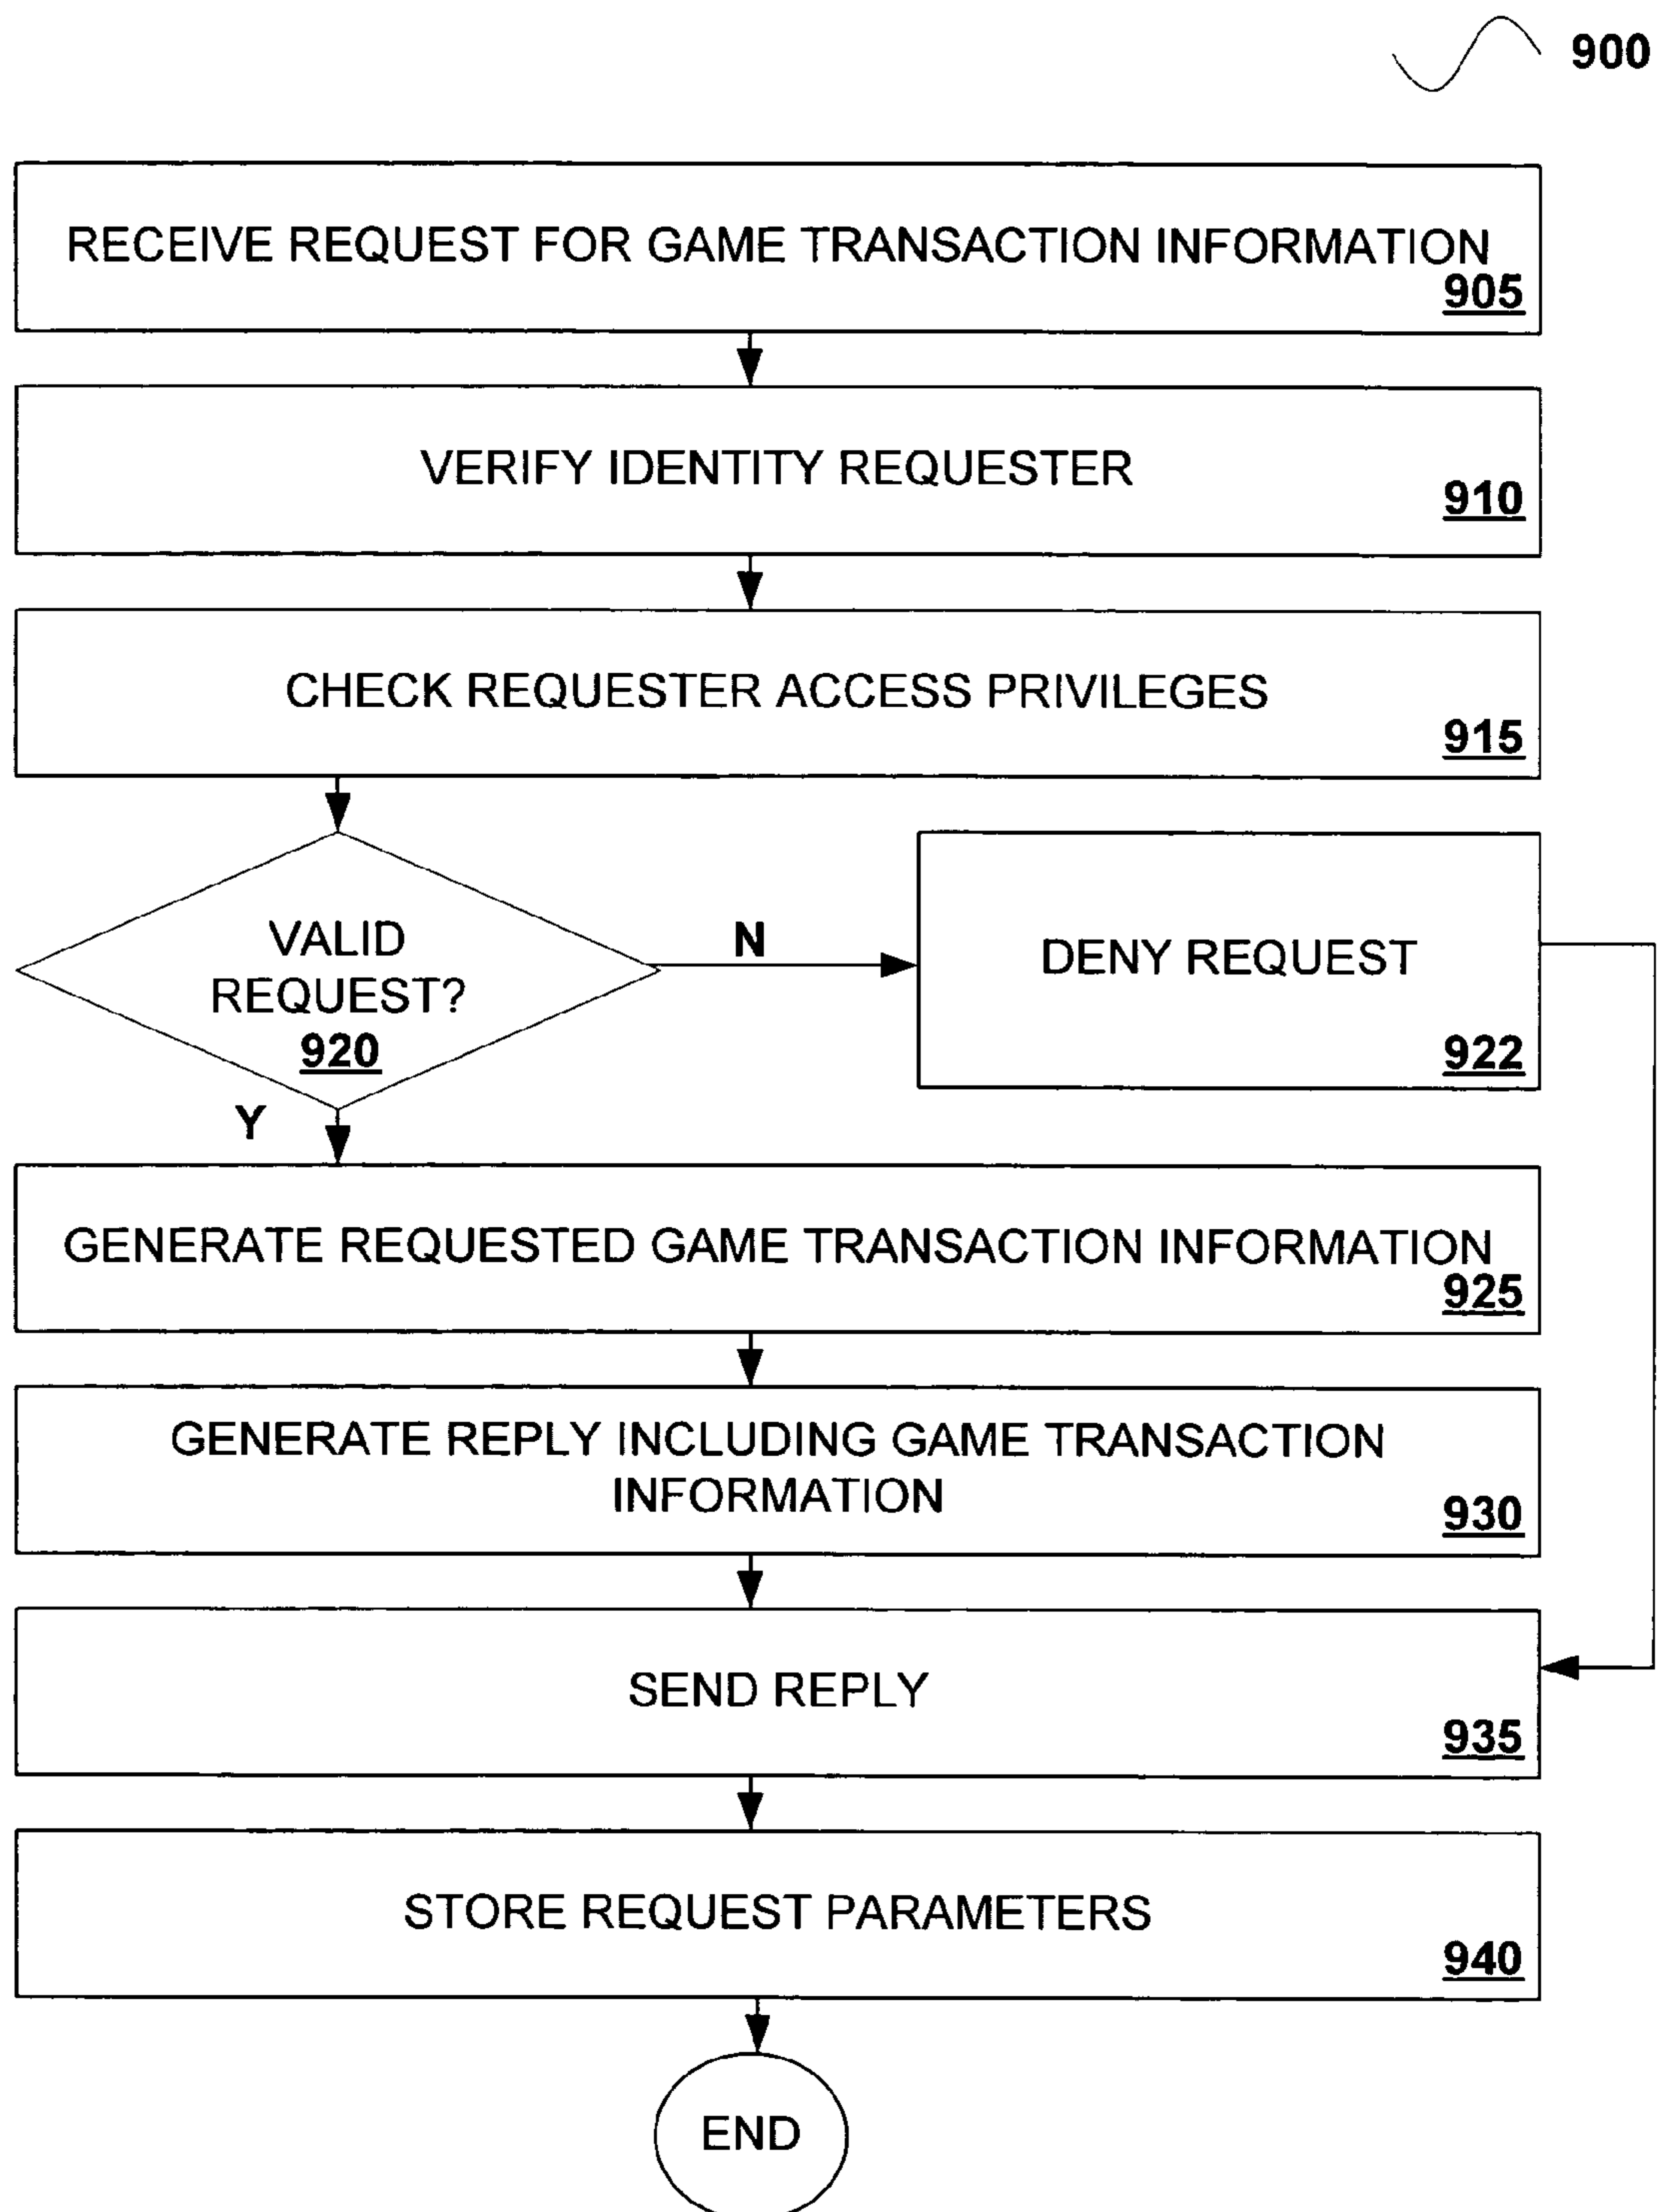 900
RECEIVE REQUEST FOR GAME TRANSACTION INFORMATION
905
VERIFY IDENTITY REQUESTER
910
CHECK REQUESTER ACCESS PRIVILEGES
915
VALID
REQUEST?
920
N
DENY REQUEST
922
Y
GENERATE REQUESTED GAME TRANSACTION INFORMATION
925
GENERATE REPLY INCLUDING GAME TRANSACTION
INFORMATION
930
SEND REPLY
935
STORE REQUEST PARAMETERS
940
END